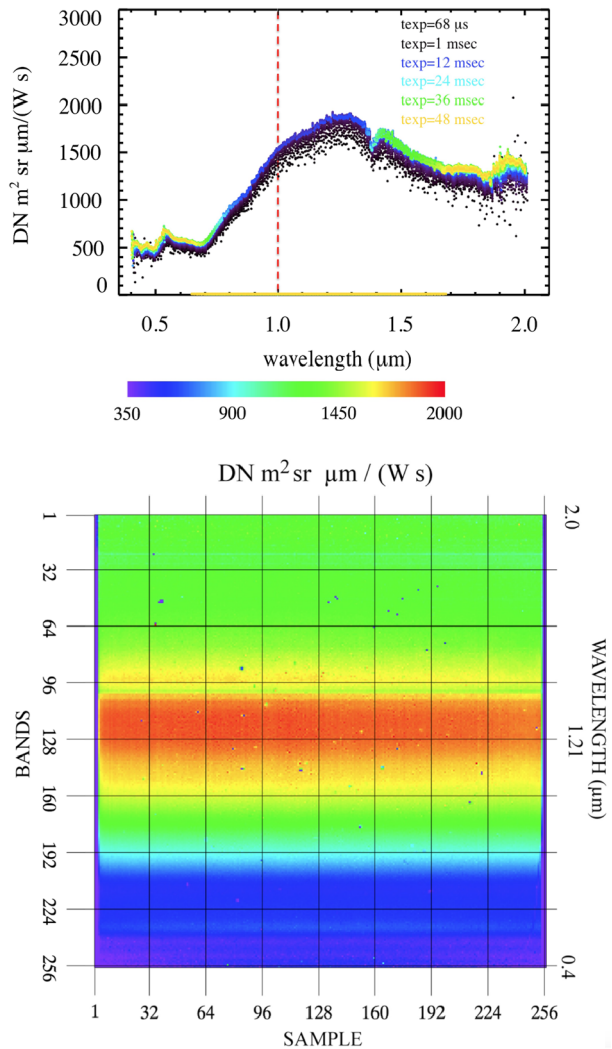 3000
2500
2000
1500
1000
500
0
DN m² sr μm/(W s)
texp=68 μs
texp=1 msec
texp=12 msec
texp=24 msec
texp=36 msec
texp=48 msec
0.5 1.0 1.5 2.0
wavelength (μm)
350 900 1450 2000
DN m² sr μm / (W s)
1
32
64
96
128
160
192
224
256
BANDS
2.0
1.21
0.4
WAVELENGTH (μm)
1 32 64 96 128 160 192 224 256
SAMPLE